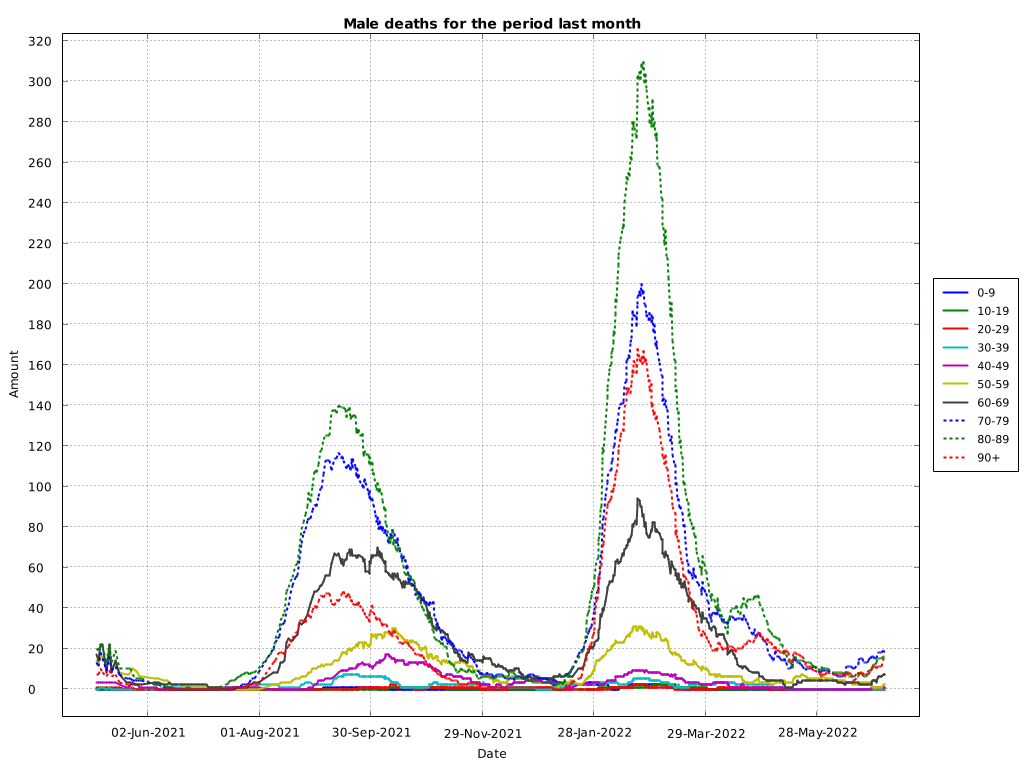 Male deaths for the period last month
320
300
280
260
240
220
200
180
160
140
120
100
80
60
40
20
0
Amount
02-Jun-2021
01-Aug-2021
30-Sep-2021
29-Nov-2021
28-Jan-2022
29-Mar-2022
28-May-2022
Date
0-9
10-19
20-29
30-39
40-49
50-59
60-69
70-79
80-89
90+